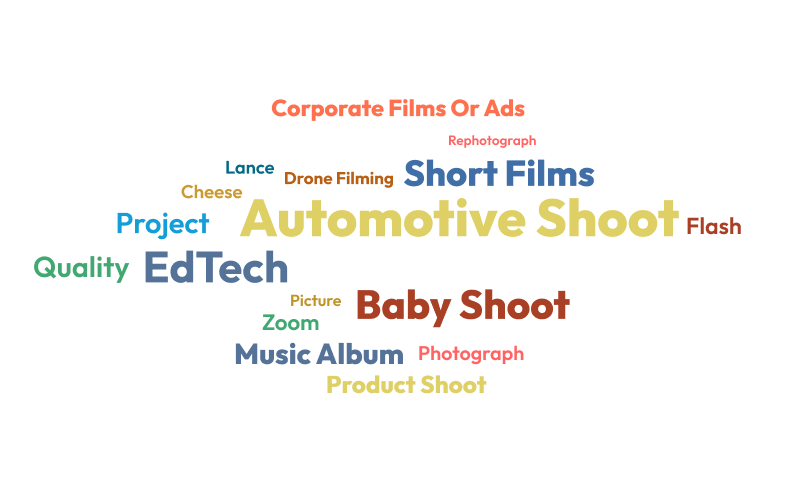 Corporate Films Or Ads
Rephotograph
Lance
Drone Filming
Short Films
Cheese
Project
Automotive Shoot
Flash
Quality
EdTech
Picture
Baby Shoot
Zoom
Music Album
Photograph
Product Shoot